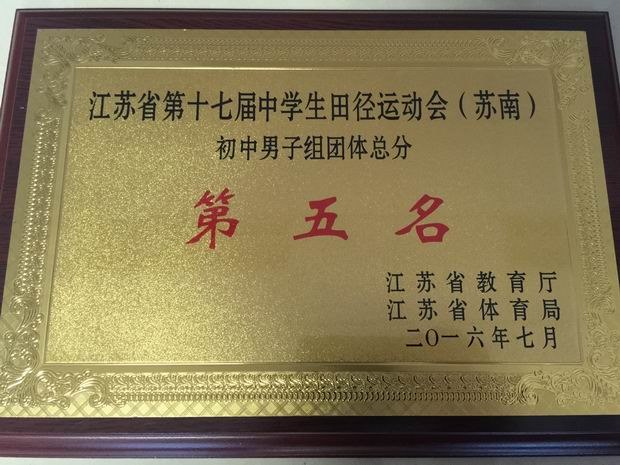 江苏省第十七届中学生田径运动会（苏南）
初中男子组团体总分
第五名
江苏省教育厅
江苏省体育局
二〇一六年七月